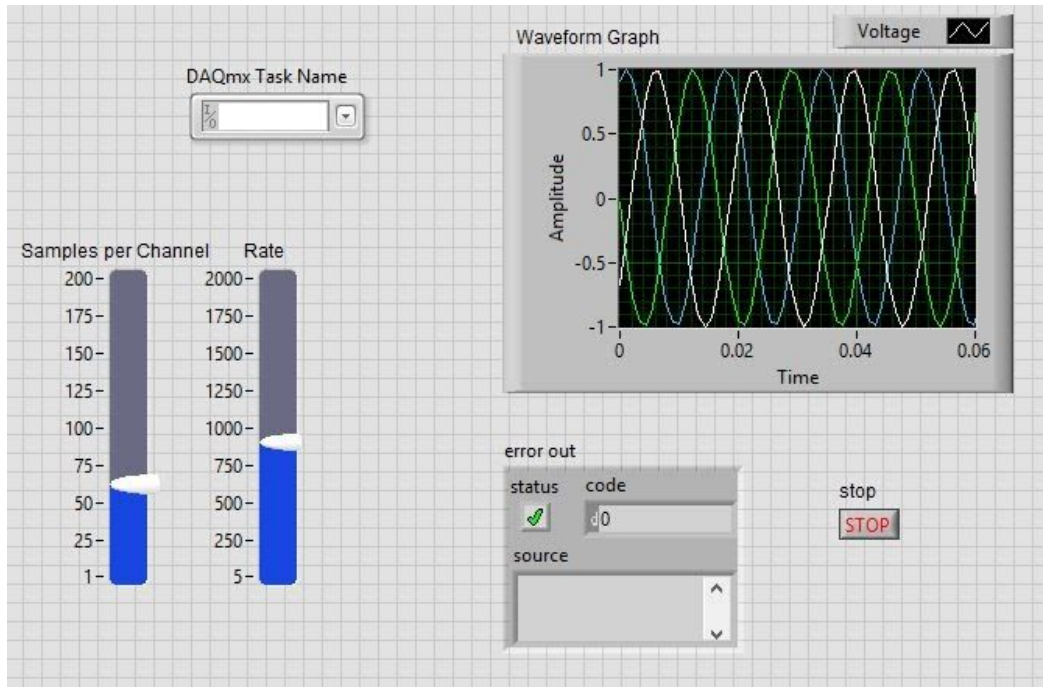 Waveform Graph
Voltage
DAQmx Task Name
I/O
Amplitude
1
0.5
0
-0.5
-1
0
0.02
0.04
0.06
Time
Samples per Channel
200
175
150
125
100
75
50
25
1
Rate
2000
1750
1500
1250
1000
750
500
250
5
error out
status
code
d 0
source
stop
STOP